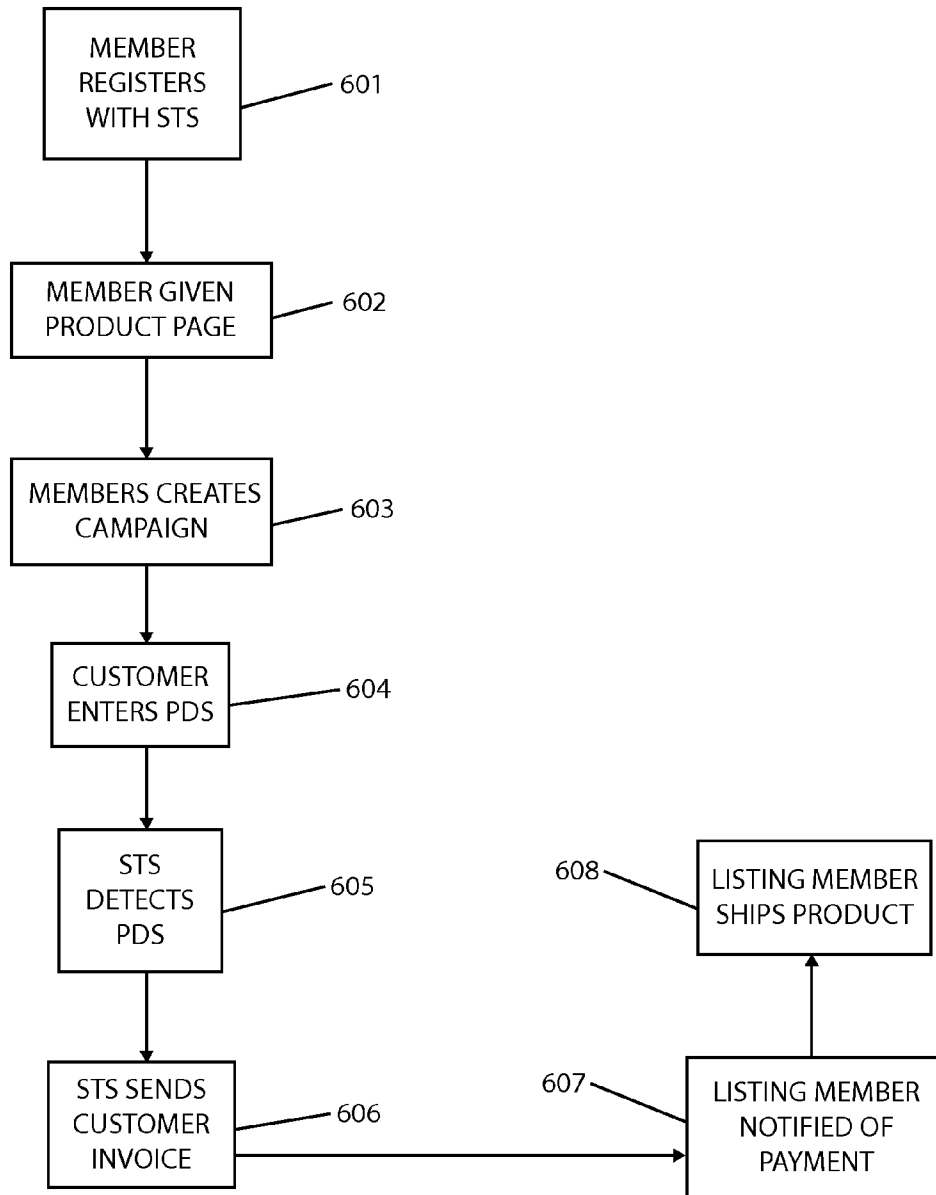 MEMBER
REGISTERS
WITH STS
601
MEMBER GIVEN
PRODUCT PAGE
602
MEMBERS CREATES
CAMPAIGN
603
CUSTOMER
ENTERS PDS
604
STS
DETECTS
PDS
605
STS SENDS
CUSTOMER
INVOICE
606
607
LISTING MEMBER
NOTIFIED OF
PAYMENT
608
LISTING MEMBER
SHIPS PRODUCT